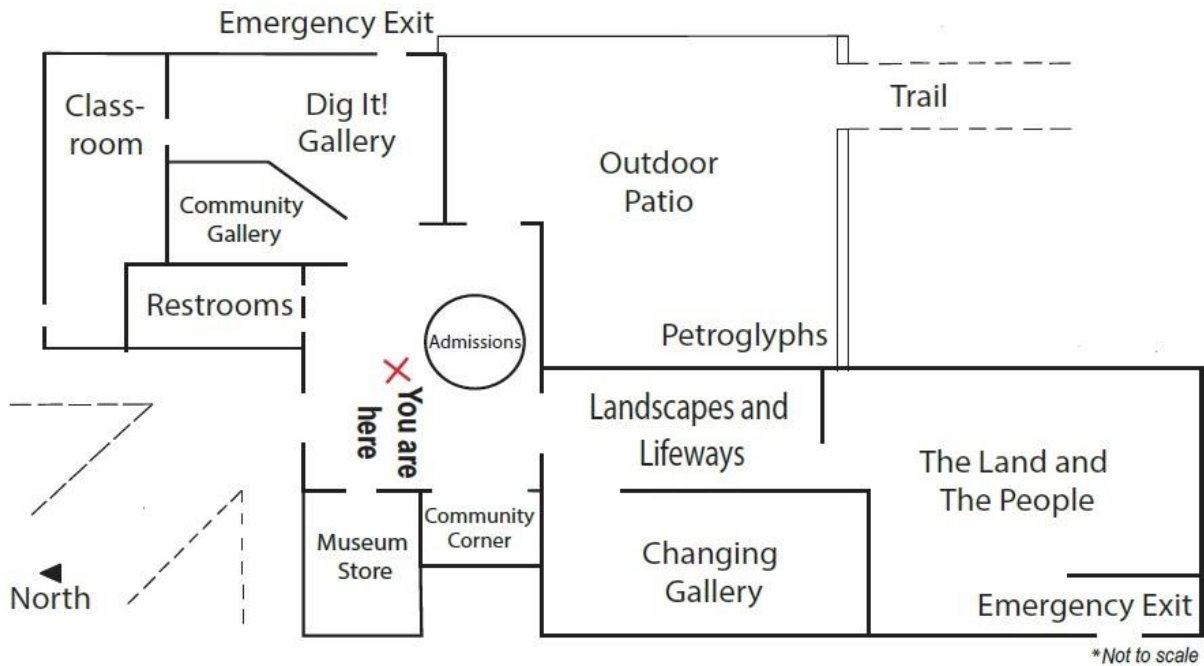 Emergency Exit
Class-
room
Dig It!
Gallery
Trail
Outdoor
Patio
Community
Gallery
Restrooms
Admissions
Petroglyphs
You are
here
Landscapes and
Lifeways
The Land and
The People
Museum
Store
Community
Corner
Changing
Gallery
North
Emergency Exit
*Not to scale